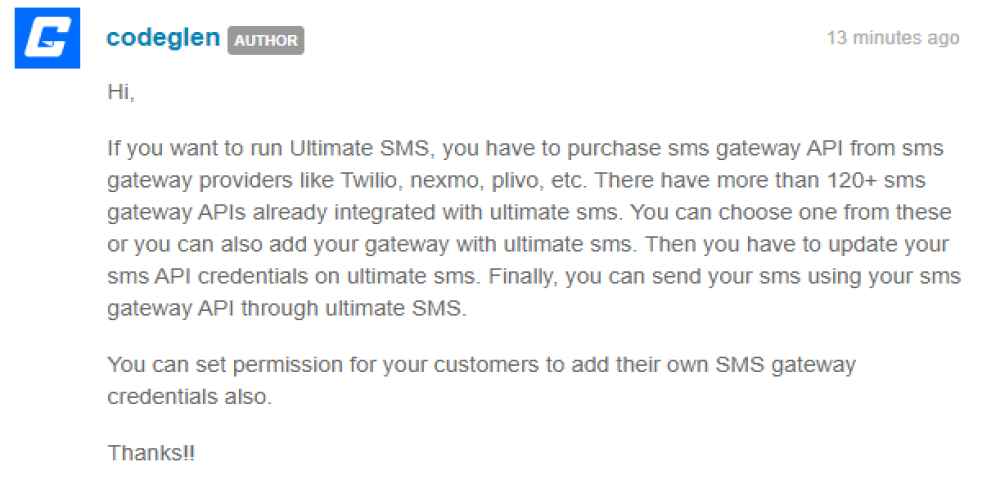 codeglen AUTHOR 13 minutes ago
Hi,
If you want to run Ultimate SMS, you have to purchase sms gateway API from sms
gateway providers like Twilio, nexmo, plivo, etc. There have more than 120+ sms
gateway APIs already integrated with ultimate sms. You can choose one from these
or you can also add your gateway with ultimate sms. Then you have to update your
sms API credentials on ultimate sms. Finally, you can send your sms using your sms
gateway API through ultimate SMS.
You can set permission for your customers to add their own SMS gateway
credentials also.
Thanks!!